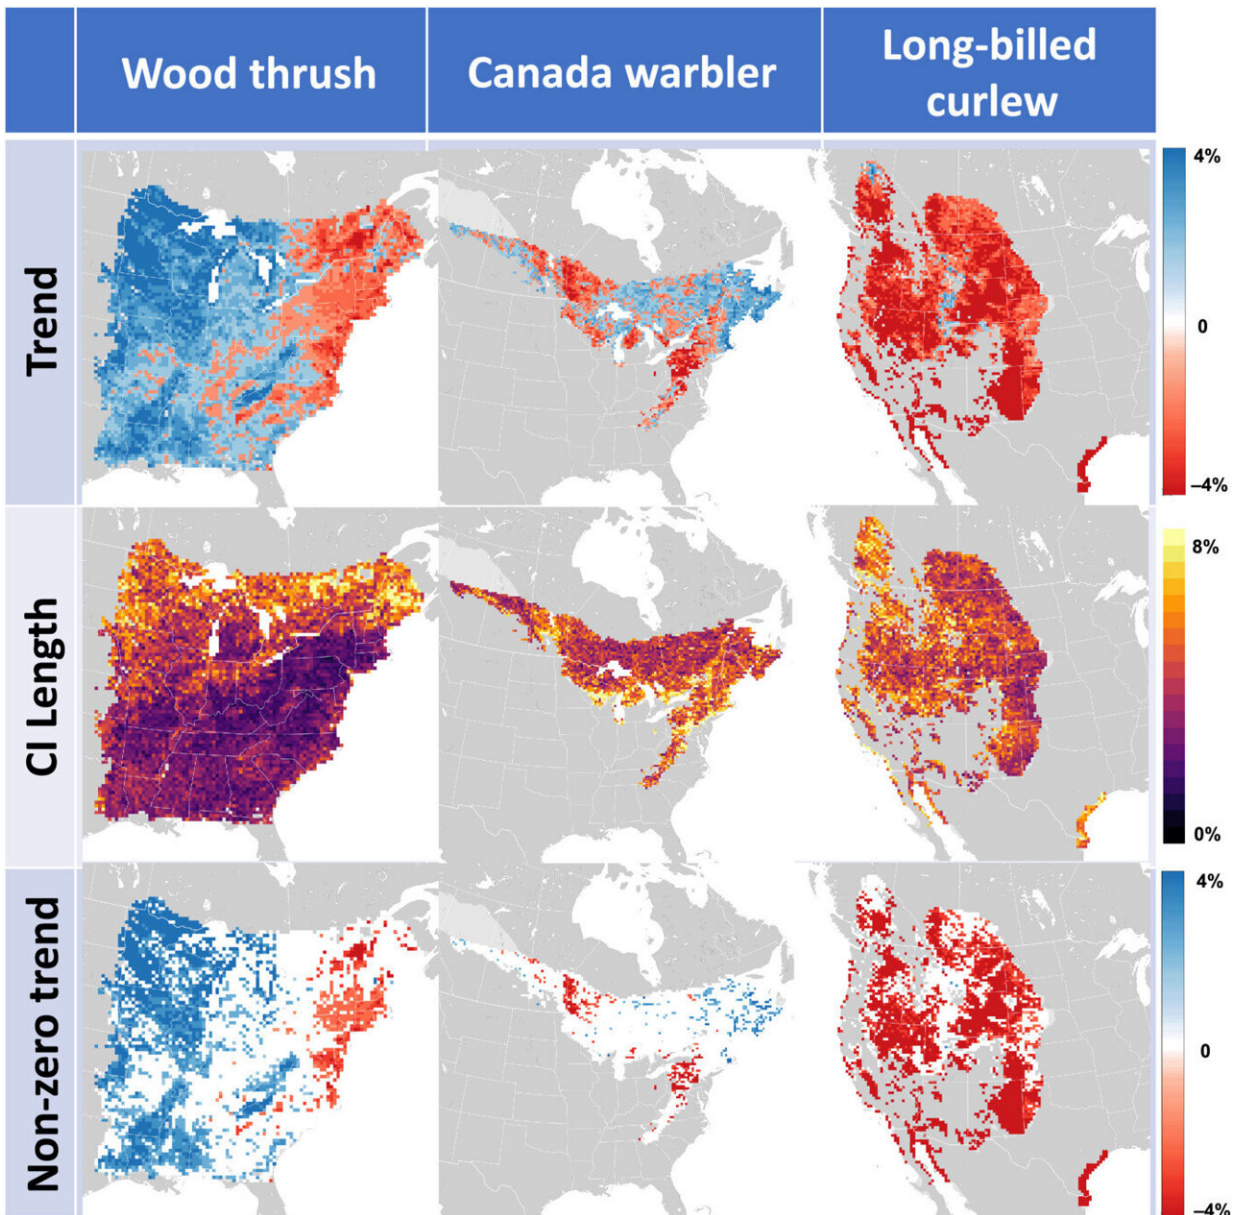 Wood thrush
Canada warbler
Long-billed
curlew
Trend
4%
0
–4%
CI Length
8%
0%
Non-zero trend
4%
0
–4%